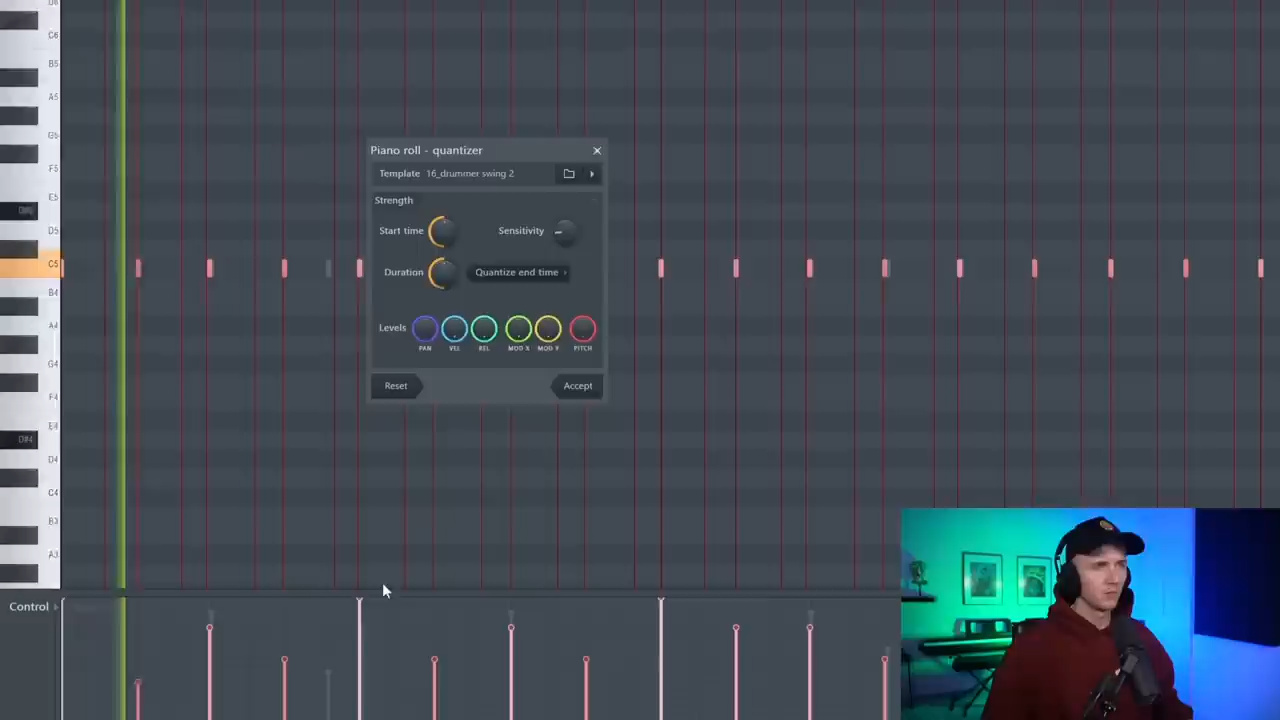 C6
B5
A5
G5
F5
E5
D5
C5
B4
A4
G4
F4
E4
D#4
D4
C4
B3
A3
Piano roll - quantizer
Template 16_drummer swing 2
Strength
Start time
Sensitivity
Duration
Quantize end time
Levels
PAN
VEL
REL
MOD X
MOD Y
PITCH
Reset
Accept
Control